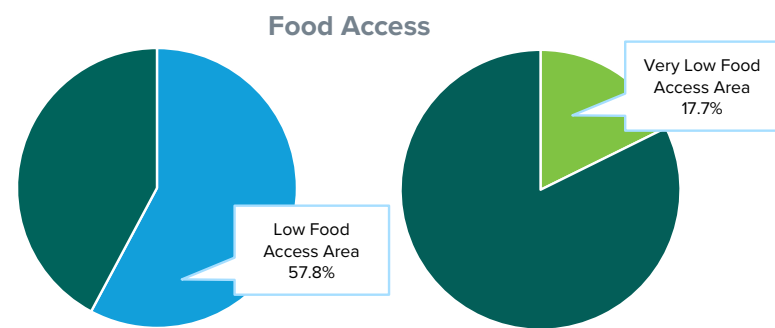 Food Access
Very Low Food
Access Area
17.7%
Low Food
Access Area
57.8%